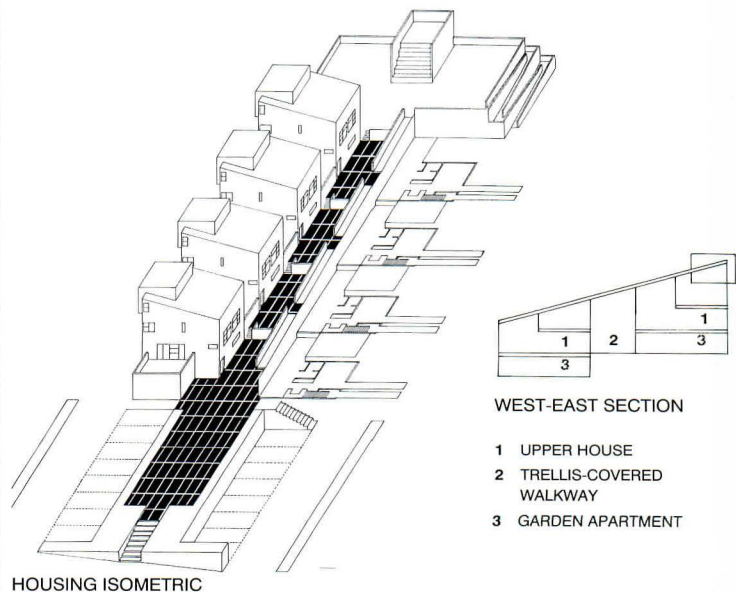 1
1
2
3
3
WEST-EAST SECTION
1 UPPER HOUSE
2 TRELLIS-COVERED
WALKWAY
3 GARDEN APARTMENT
HOUSING ISOMETRIC